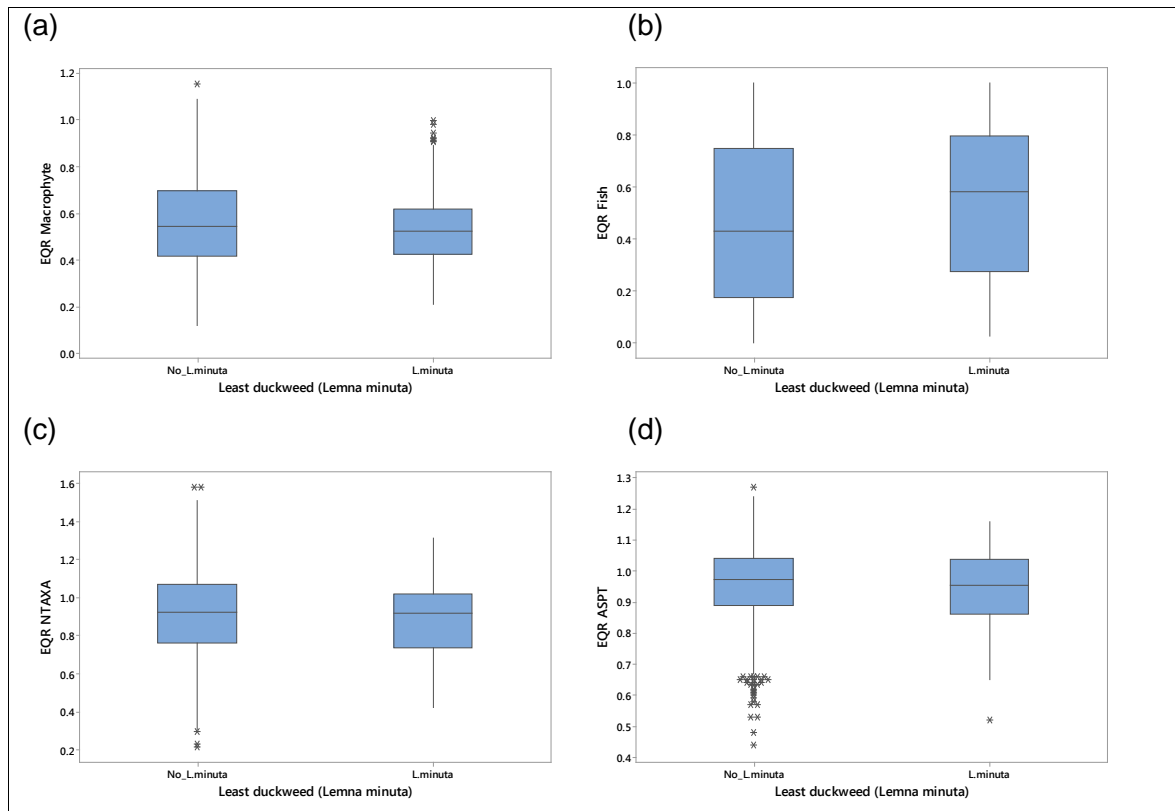 (a)
EQR Macrophyte
1.2
1.0
0.8
0.6
0.4
0.2
0.0
No_L.minuta
L.minuta
Least duckweed (Lemna minuta)
(b)
EQR Fish
1.0
0.8
0.6
0.4
0.2
0.0
No_L.minuta
L.minuta
Least duckweed (Lemna minuta)
(c)
EQR NTAXA
1.6
1.4
1.2
1.0
0.8
0.6
0.4
0.2
No_L.minuta
L.minuta
Least duckweed (Lemna minuta)
(d)
EQR ASPT
1.3
1.2
1.1
1.0
0.9
0.8
0.7
0.6
0.5
0.4
No_L.minuta
L.minuta
Least duckweed (Lemna minuta)